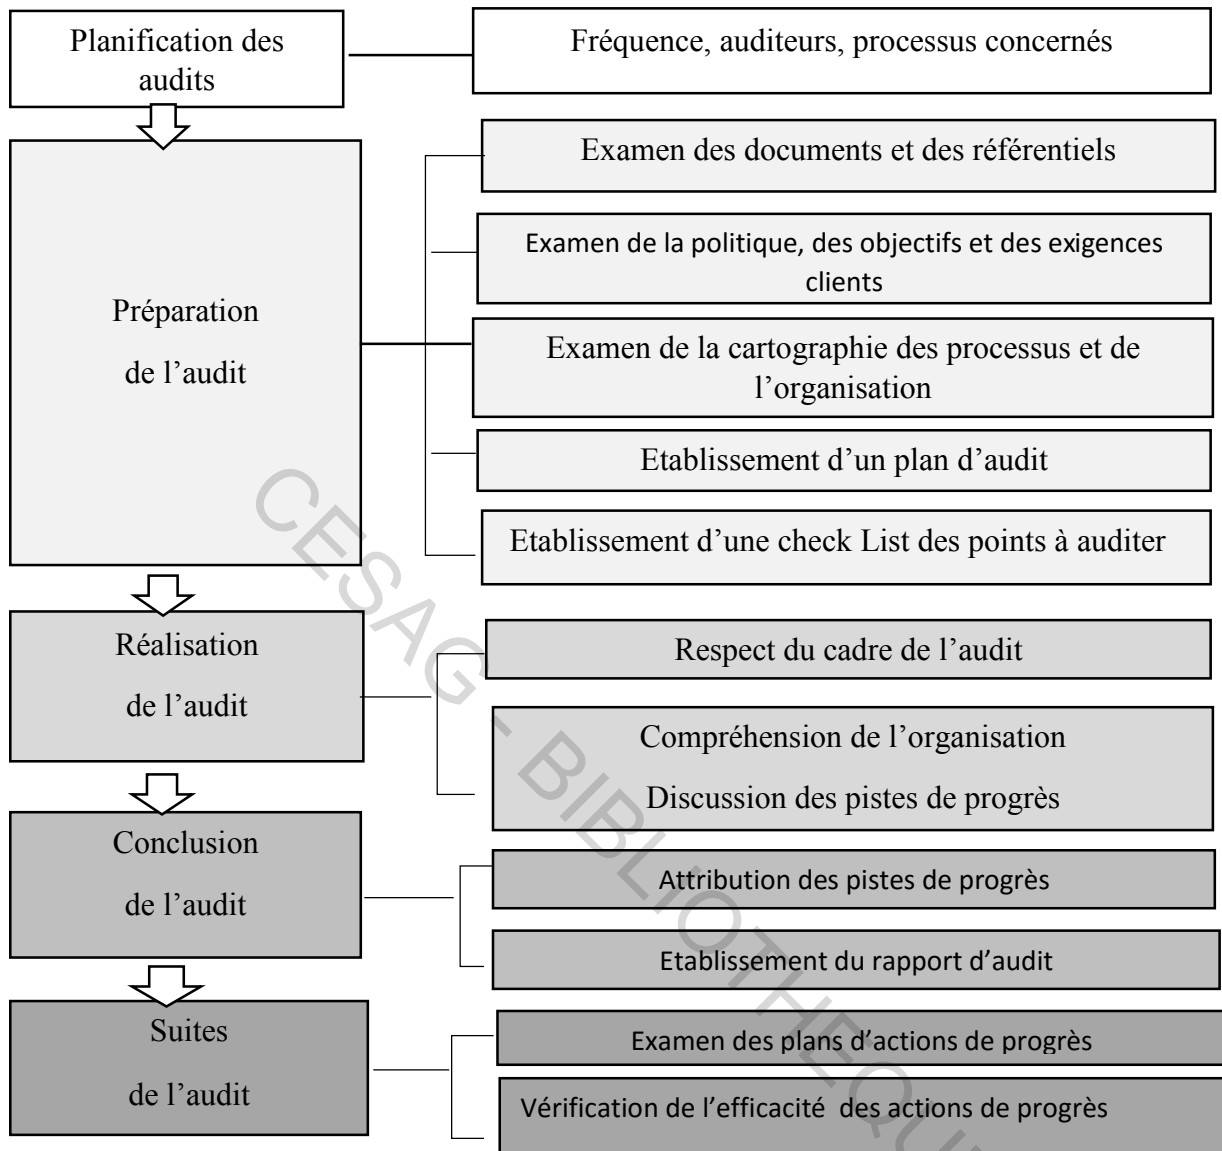 Planification des
audits
Fréquence, auditeurs, processus concernés
Préparation
de l’audit
Examen des documents et des référentiels
Examen de la politique, des objectifs et des exigences
clients
Examen de la cartographie des processus et de
l’organisation
Etablissement d’un plan d’audit
Etablissement d’une check List des points à auditer
Réalisation
de l’audit
Respect du cadre de l’audit
Compréhension de l’organisation
Discussion des pistes de progrès
Conclusion
de l’audit
Attribution des pistes de progrès
Etablissement du rapport d’audit
Suites
de l’audit
Examen des plans d’actions de progrès
Vérification de l’efficacité  des actions de progrès
CESAG - BIBLIOTHEQUE